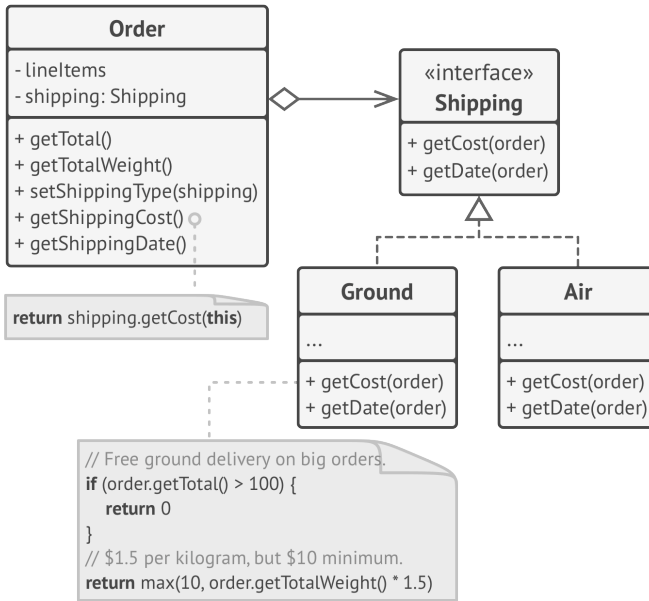 Order
- lineItems
- shipping: Shipping
+ getTotal()
+ getTotalWeight()
+ setShippingType(shipping)
+ getShippingCost()
+ getShippingDate()
return shipping.getCost(this)
«interface»
Shipping
+ getCost(order)
+ getDate(order)
Ground
...
+ getCost(order)
+ getDate(order)
Air
...
+ getCost(order)
+ getDate(order)
// Free ground delivery on big orders.
if (order.getTotal() > 100) {
return 0
}
// $1.5 per kilogram, but $10 minimum.
return max(10, order.getTotalWeight() * 1.5)